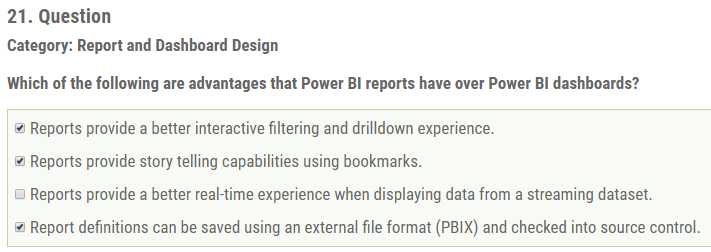 21. Question
Category: Report and Dashboard Design
Which of the following are advantages that Power BI reports have over Power BI dashboards?
Reports provide a better interactive filtering and drilldown experience.
Reports provide story telling capabilities using bookmarks.
Reports provide a better real-time experience when displaying data from a streaming dataset.
Report definitions can be saved using an external file format (PBIX) and checked into source control.